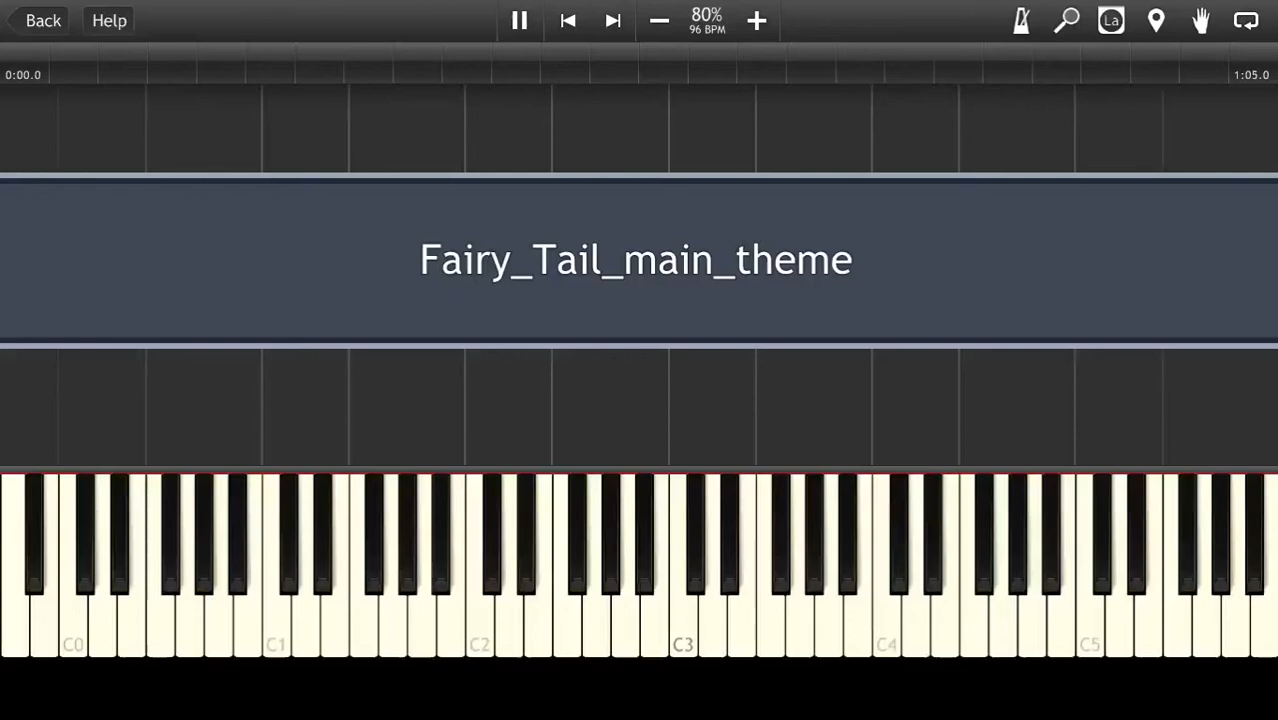 Back Help 80% La
96 BPM
0:00.0 1:05.0
Fairy_Tail_main_theme
C0 C1 C2 C3 C4 C5